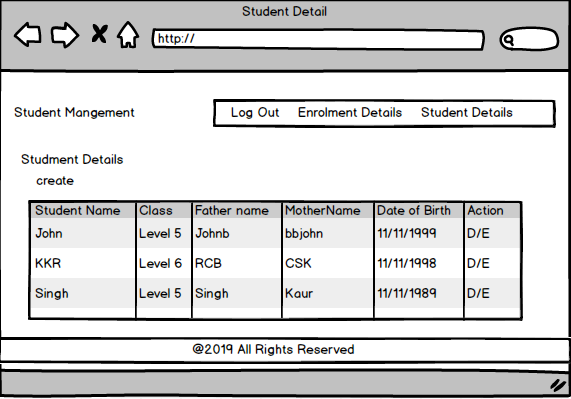 Student Detail
http://
Student Mangement
Log Out Enrolment Details Student Details
Studment Details
create
Student Name Class Father name MotherName Date of Birth Action
John Level 5 Johnb bbjohn 11/11/1999 D/E
KKR Level 6 RCB CSK 11/11/1998 D/E
Singh Level 5 Singh Kaur 11/11/1989 D/E
@2019 All Rights Reserved